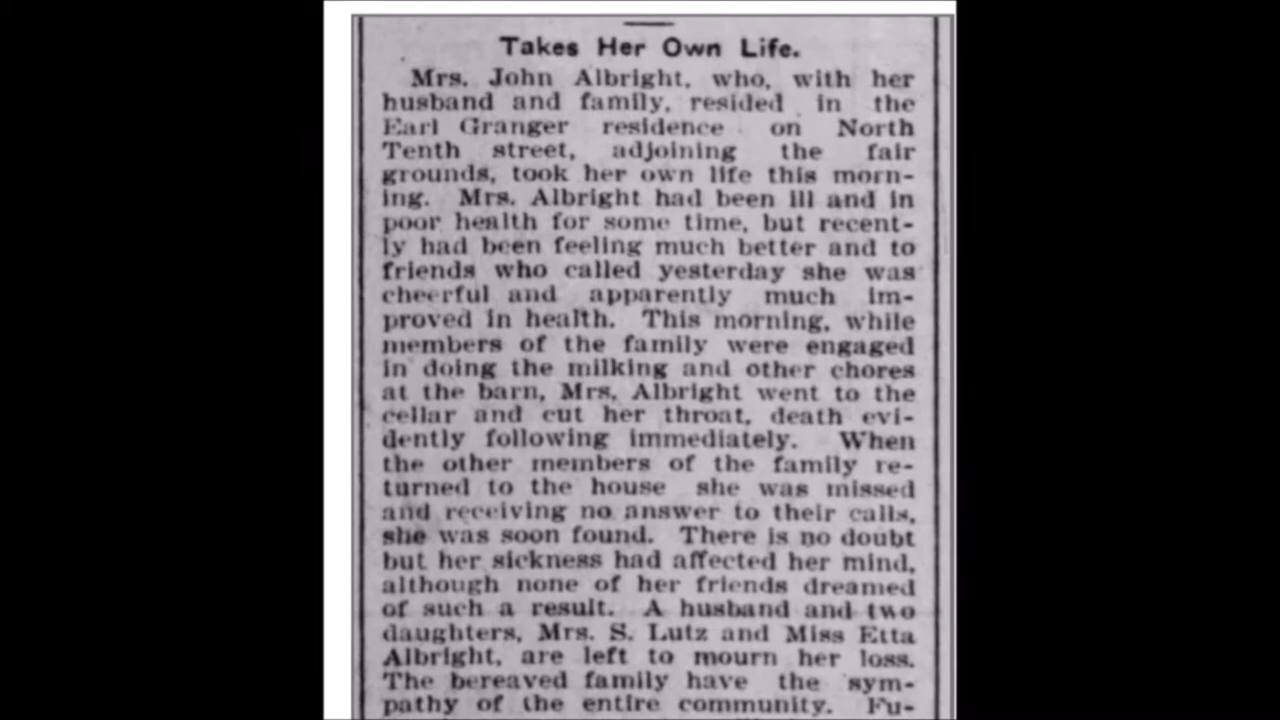 Takes Her Own Life.
Mrs. John Albright, who, with her
husband and family, resided in the
Earl Granger residence on North
Tenth street, adjoining the fair
grounds, took her own life this morn-
ing. Mrs. Albright had been ill and in
poor health for some time, but recent-
ly had been feeling much better and to
friends who called yesterday she was
cheerful and apparently much im-
proved in health. This morning, while
members of the family were engaged
in doing the milking and other chores
at the barn, Mrs. Albright went to the
cellar and cut her throat, death evi-
dently following immediately. When
the other members of the family re-
turned to the house she was missed
and receiving no answer to their calls,
she was soon found. There is no doubt
but her sickness had affected her mind,
although none of her friends dreamed
of such a result. A husband and two
daughters, Mrs. S. Lutz and Miss Etta
Albright, are left to mourn her loss.
The bereaved family have the sym-
pathy of the entire community. Fu-